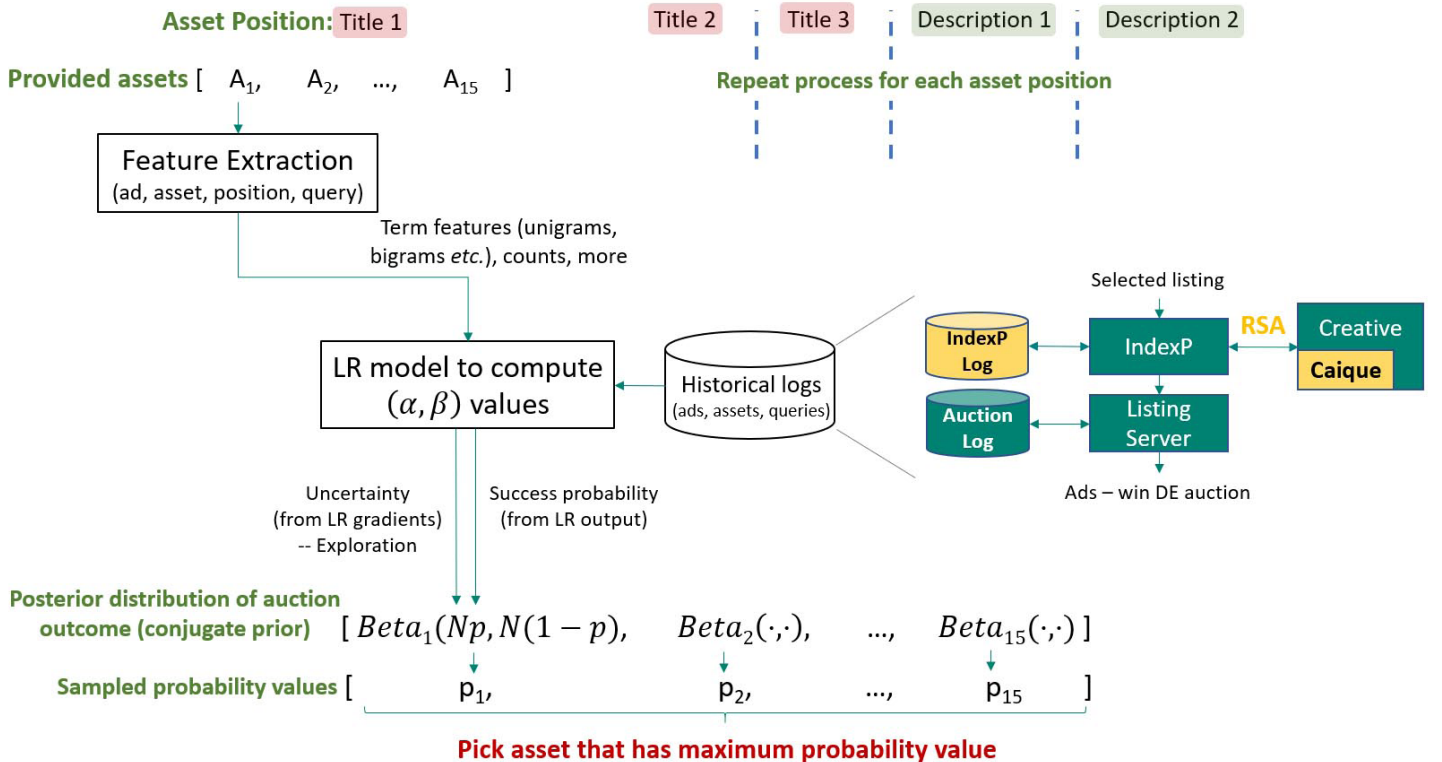 Asset Position: Title 1 Title 2 Title 3 Description 1 Description 2
Provided assets [ A₁, A₂, ..., A₁₅ ]
Repeat process for each asset position
Feature Extraction
(ad, asset, position, query)
Term features (unigrams,
bigrams etc.), counts, more
LR model to compute
(α, β) values
Historical logs
(ads, assets, queries)
Selected listing
IndexP
Log
IndexP
RSA
Creative
Caique
Auction
Log
Listing
Server
Ads – win DE auction
Uncertainty
(from LR gradients)
-- Exploration
Success probability
(from LR output)
Posterior distribution of auction
outcome (conjugate prior)
[ Beta₁(Np, N(1 − p), Beta₂(·,·), ..., Beta₁₅(·,·) ]
Sampled probability values [ p₁, p₂, ..., p₁₅ ]
Pick asset that has maximum probability value